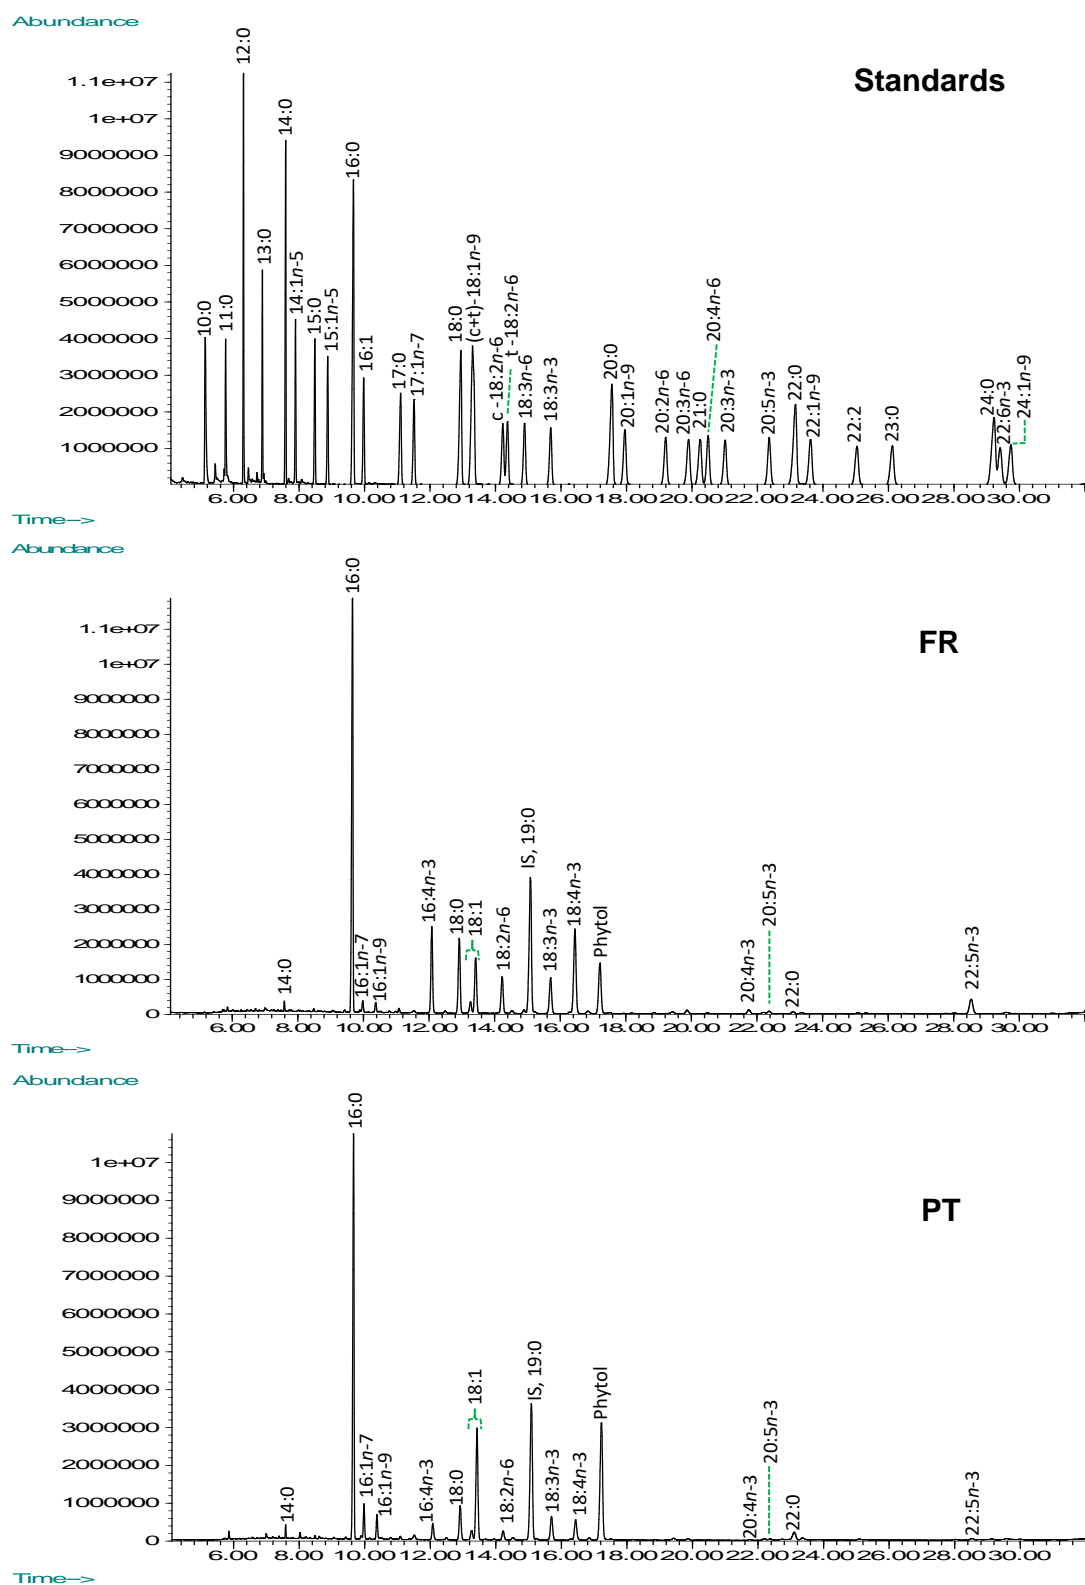 Abundance
Standards
1.1e+07
1e+07
9000000
8000000
7000000
6000000
5000000
4000000
3000000
2000000
1000000
10:0
11:0
12:0
13:0
14:0
14:1n-5
15:0
15:1n-5
16:0
16:1
17:0
17:1n-7
18:0
(c+t)-18:1n-9
c -18:2n-6
t -18:2n-6
18:3n-6
18:3n-3
20:0
20:1n-9
20:2n-6
20:3n-6
21:0
20:4n-6
20:3n-3
20:5n-3
22:0
22:1n-9
22:2
23:0
24:0
22:6n-3
24:1n-9
6.00 8.00 10.00 12.00 14.00 16.00 18.00 20.00 22.00 24.00 26.00 28.00 30.00
Time-->
Abundance
FR
1.1e+07
1e+07
9000000
8000000
7000000
6000000
5000000
4000000
3000000
2000000
1000000
0
14:0
16:0
16:1n-7
16:1n-9
16:4n-3
18:0
18:1
18:2n-6
IS, 19:0
18:3n-3
18:4n-3
Phytol
20:4n-3
20:5n-3
22:0
22:5n-3
6.00 8.00 10.00 12.00 14.00 16.00 18.00 20.00 22.00 24.00 26.00 28.00 30.00
Time-->
Abundance
PT
1e+07
9000000
8000000
7000000
6000000
5000000
4000000
3000000
2000000
1000000
0
14:0
16:0
16:1n-7
16:1n-9
16:4n-3
18:0
18:1
18:2n-6
IS, 19:0
18:3n-3
18:4n-3
Phytol
20:4n-3
20:5n-3
22:0
22:5n-3
6.00 8.00 10.00 12.00 14.00 16.00 18.00 20.00 22.00 24.00 26.00 28.00 30.00
Time-->